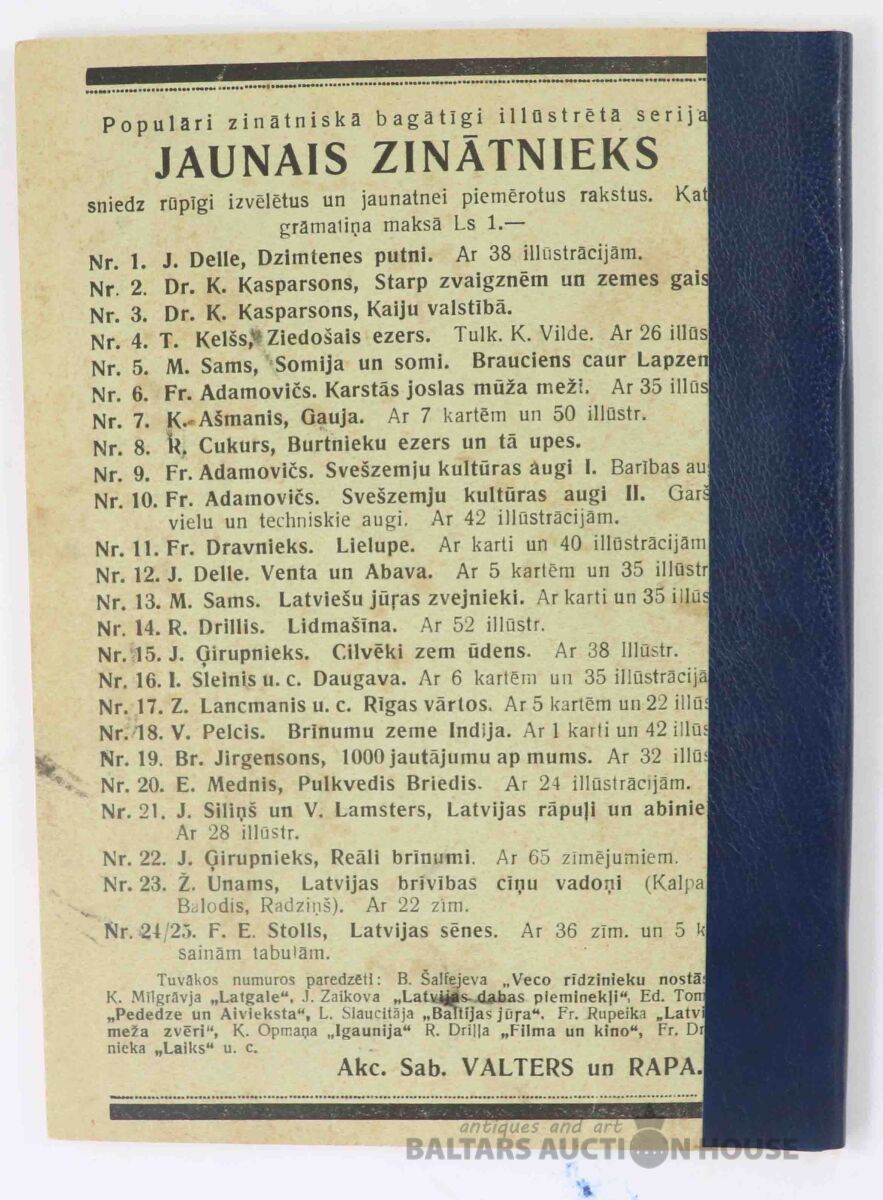 Populāri zinātniskā bagātīgi illūstrētā serija
JAUNAIS ZINĀTNIEKS
sniedz rūpīgi izvēlētus un jaunatnei piemērotus rakstus. Kat
grāmatiņa maksā Ls 1.—
Nr. 1. J. Delle, Dzimtenes putni. Ar 38 illūstrācijām.
Nr. 2. Dr. K. Kasparsons, Starp zvaigznēm un zemes gais
Nr. 3. Dr. K. Kasparsons, Kaiju valstībā.
Nr. 4. T. Kelšs, Ziedošais ezers. Tulk. K. Vilde. Ar 26 illūs
Nr. 5. M. Sams, Somija un somi. Brauciens caur Lapzem
Nr. 6. Fr. Adamovičs. Karstās joslas mūža meži. Ar 35 illūs
Nr. 7. K. Ašmanis, Gauja. Ar 7 kartēm un 50 illūstr.
Nr. 8. R. Cukurs, Burtnieku ezers un tā upes.
Nr. 9. Fr. Adamovičs. Svešzemju kultūras augi I. Barības au
Nr. 10. Fr. Adamovičs. Svešzemju kultūras augi II. Garš
vielu un techniskie augi. Ar 42 illūstrācijām.
Nr. 11. Fr. Dravnieks. Lielupe. Ar karti un 40 illūstrācijām
Nr. 12. J. Delle. Venta un Abava. Ar 5 kartēm un 35 illūstr
Nr. 13. M. Sams. Latviešu jūŗas zvejnieki. Ar karti un 35 illūs
Nr. 14. R. Drillis. Lidmašīna. Ar 52 illūstr.
Nr. 15. J. Ģirupnieks. Cilvēki zem ūdens. Ar 38 Illūstr.
Nr. 16. I. Sleinis u. c. Daugava. Ar 6 kartēm un 35 illūstrācijā
Nr. 17. Z. Lancmanis u. c. Rīgas vārtos. Ar 5 kartēm un 22 illūs
Nr. 18. V. Pelcis. Brīnumu zeme Indija. Ar 1 karti un 42 illūs
Nr. 19. Br. Jirgensons, 1000 jautājumu ap mums. Ar 32 illūs
Nr. 20. E. Mednis, Pulkvedis Briedis. Ar 24 illūstrācijām.
Nr. 21. J. Siliņš un V. Lamsters, Latvijas rāpuļi un abinie
Ar 28 illūstr.
Nr. 22. J. Ģirupnieks, Reāli brīnumi. Ar 65 zīmējumiem.
Nr. 23. Ž. Unams, Latvijas brīvības cīņu vadoņi (Kalpa
Balodis, Radziņš). Ar 22 zīm.
Nr. 24/25. F. E. Stolls, Latvijas sēnes. Ar 36 zīm. un 5 k
sainām tabulām.
Tuvākos numuros paredzēti: B. Šalfejeva „Veco rīdzinieku nostās
K. Mīlgrāvja „Latgale“, J. Zaikova „Latvijas dabas pieminekļi“, Ed. Tom
„Pededze un Aivieksta“, L. Slaucitāja „Baltijas jūra“. Fr. Rupeika „Latvi
meža zvēri“, K. Opmaņa „Igaunija“ R. Driļļa „Filma un kino“, Fr. Dr
nieka „Laiks“ u. c.
Akc. Sab. VALTERS un RAPA.
antiques and art
BALTARS AUCTION HOUSE